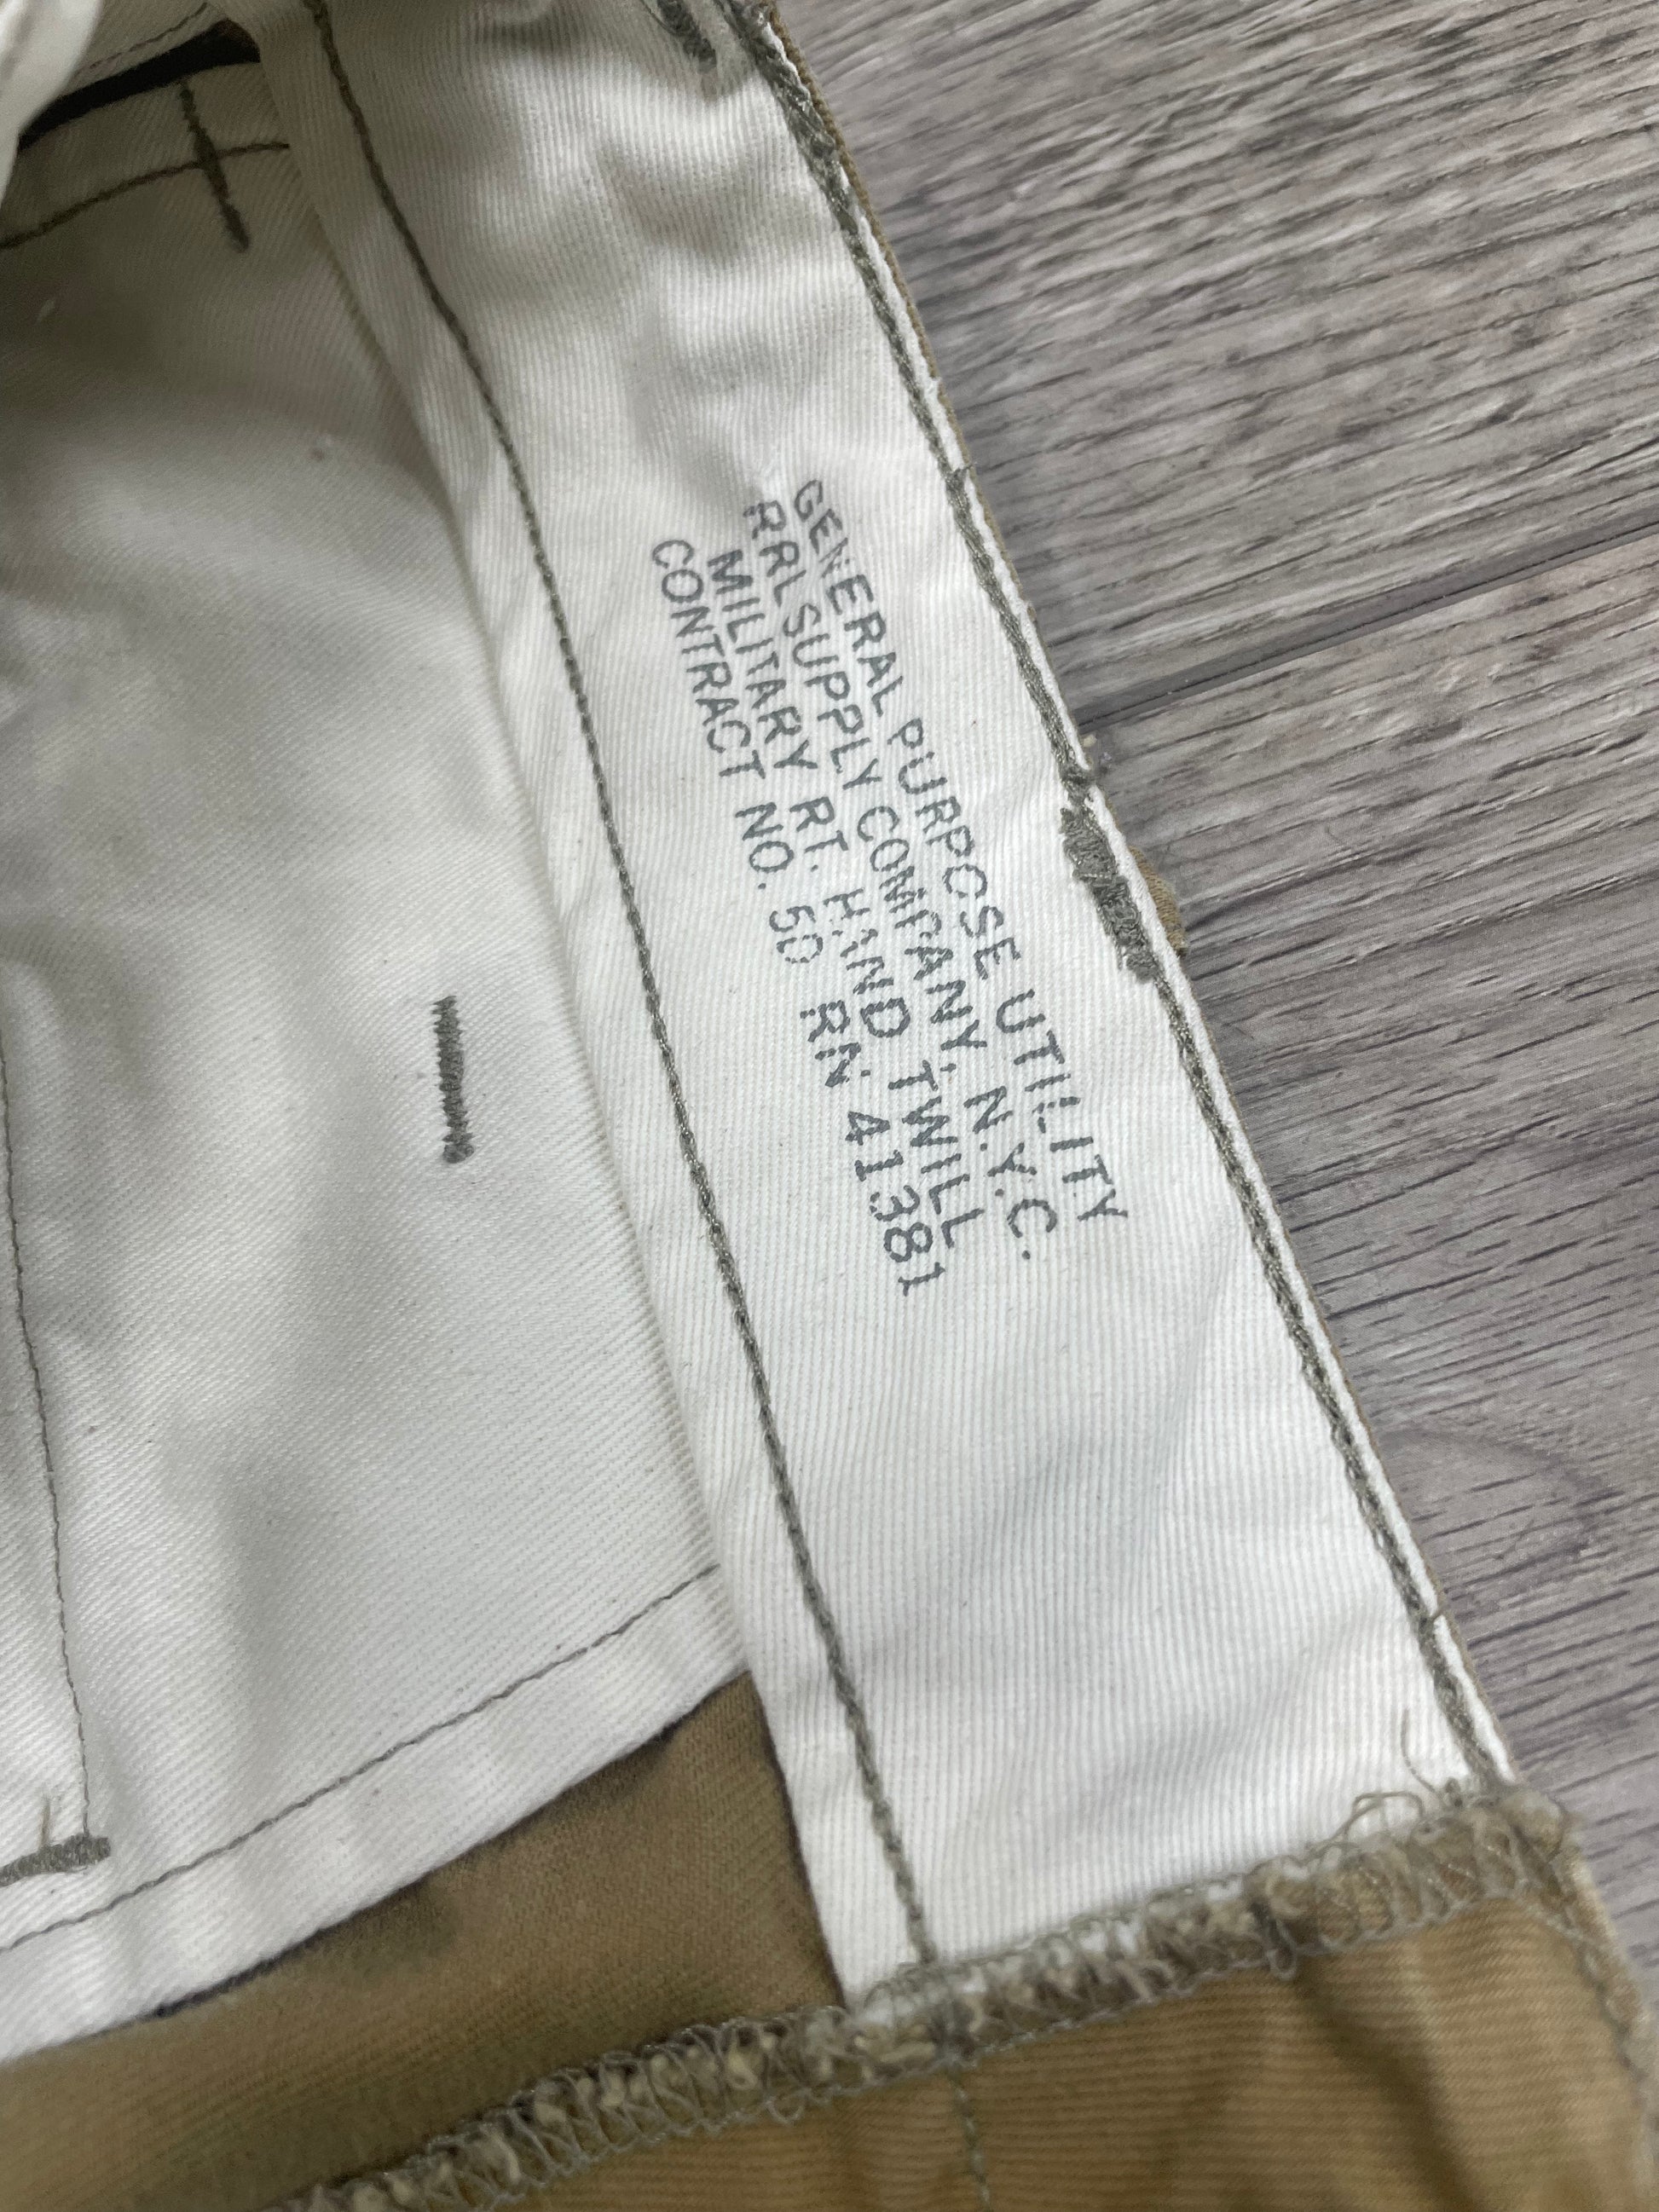 GENERAL PURPOSE UTILITY
RRL SUPPLY COMPANY, N.Y.C.
MILITARY RT. HAND TWILL
CONTRACT NO. 50 RN 41381